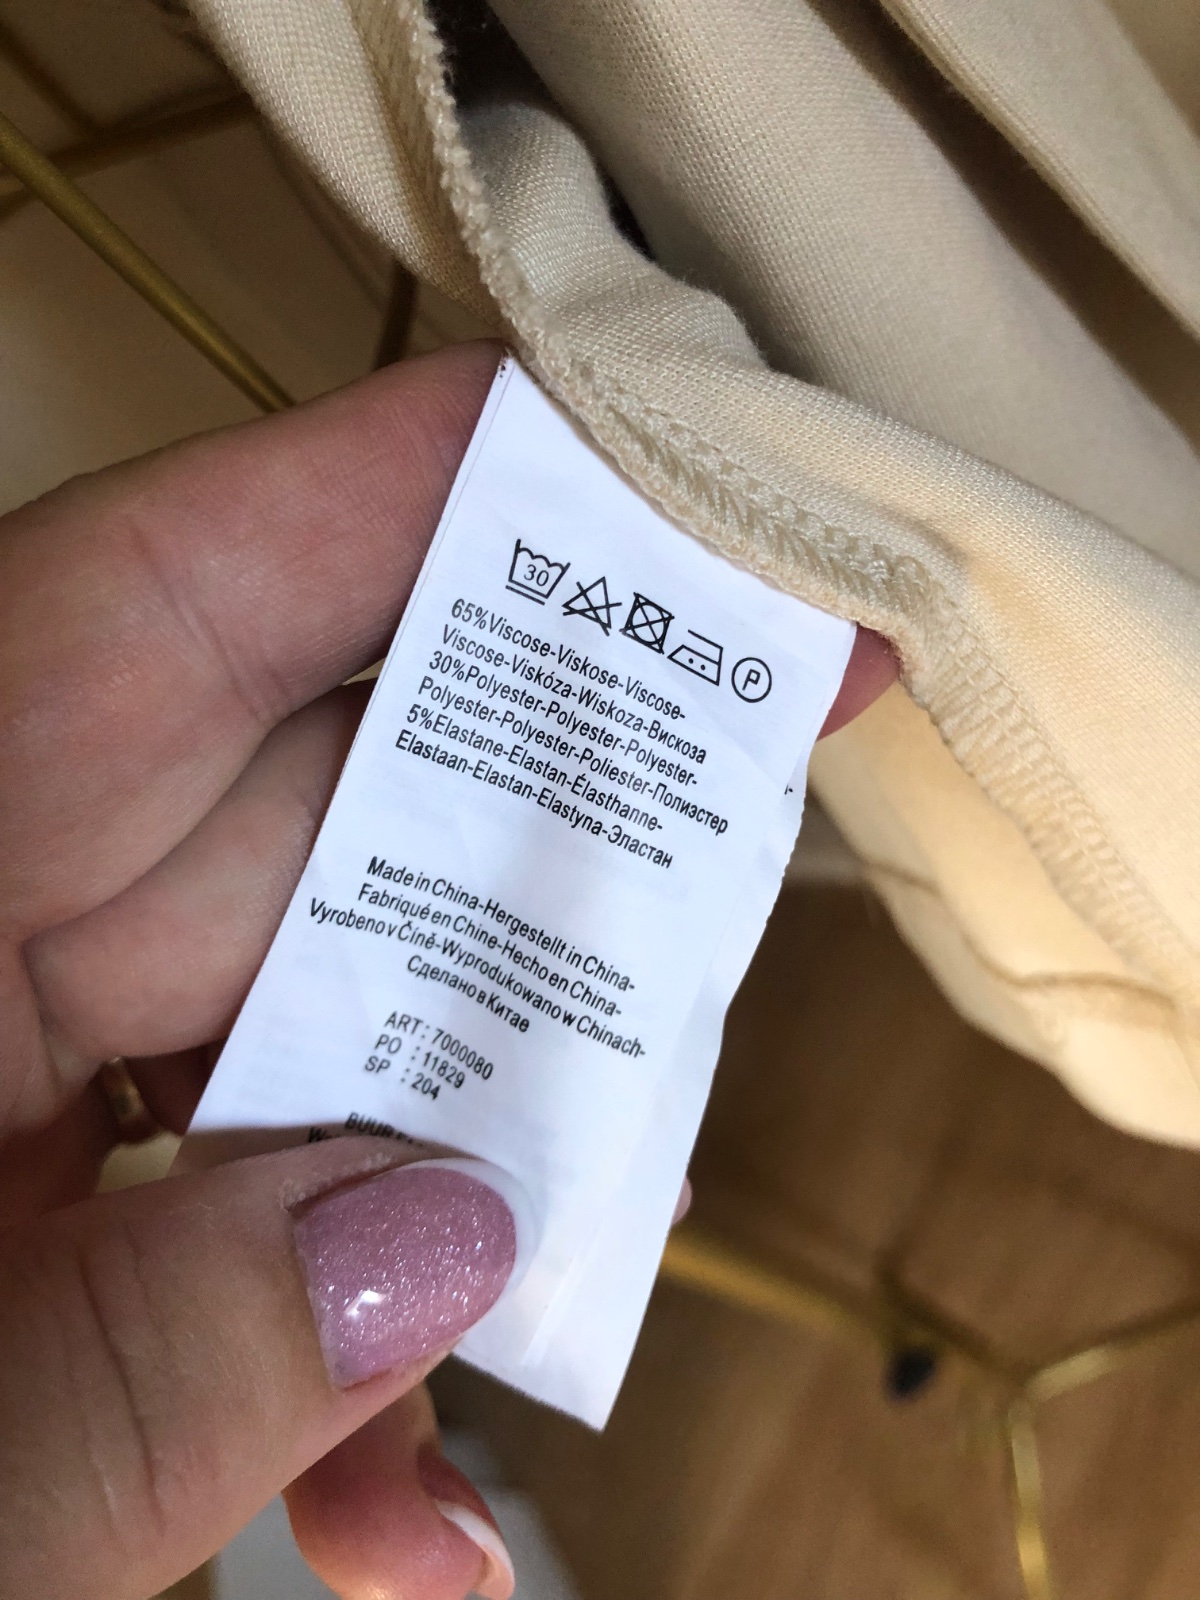 30
P
65%Viscose-Viskose-Viscose-
Viscose-Viskóza-Wiskoza-Вискоза
30%Polyester-Polyester-Polyester-
Polyester-Polyester-Poliester-Полиэстер
5%Elastane-Elastan-Élasthanne-
Elastaan-Elastan-Elastyna-Эластан
Made in China-Hergestellt in China-
Fabriqué en Chine-Hecho en China-
Vyrobeno v Číně-Wyprodukowano w Chinach-
Сделано в Китае
ART: 7000080
PO : 11829
SP : 204